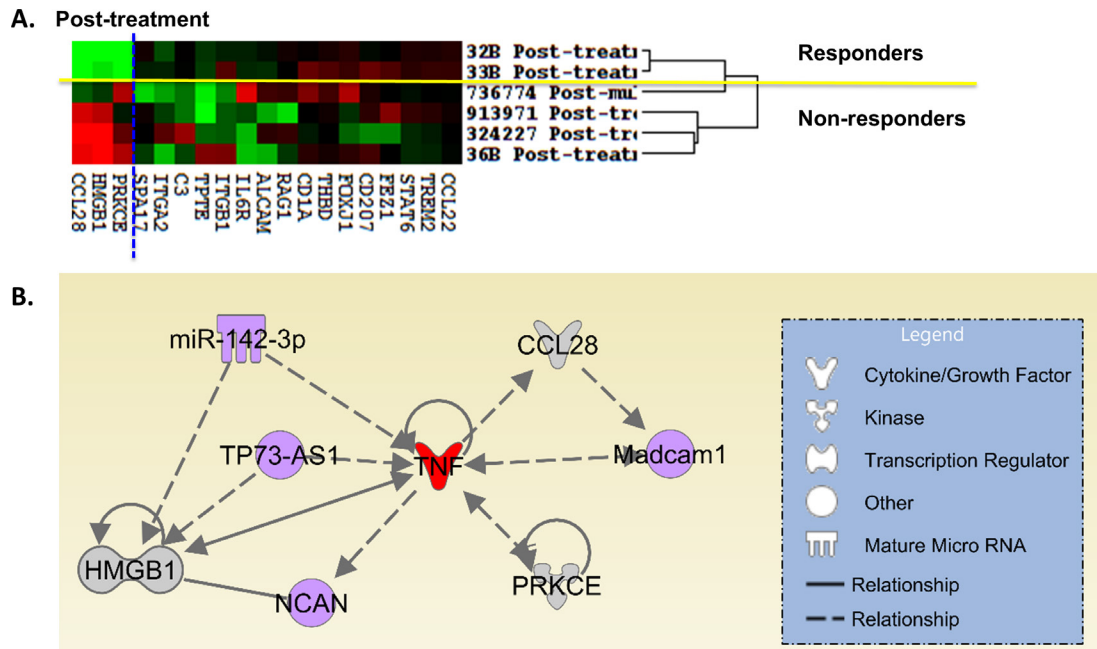 A.
Post-treatment
32B Post-treat
33B Post-treat
736774 Post-mu
913971 Post-tr
324227 Post-tr
36B Post-treat
Responders
Non-responders
CCL28
HMGB1
PRKCE
SPA17
ITGA2
C3
TPTE
ITGB1
IL6R
ALCAM
RAG1
CD1A
THBD
FOXJ1
CD207
FEZ1
STAT6
TREM2
CCL22
B.
miR-142-3p
CCL28
TP73-AS1
TNF
Madcam1
HMGB1
NCAN
PRKCE
Legend
Cytokine/Growth Factor
Kinase
Transcription Regulator
Other
Mature Micro RNA
Relationship
Relationship